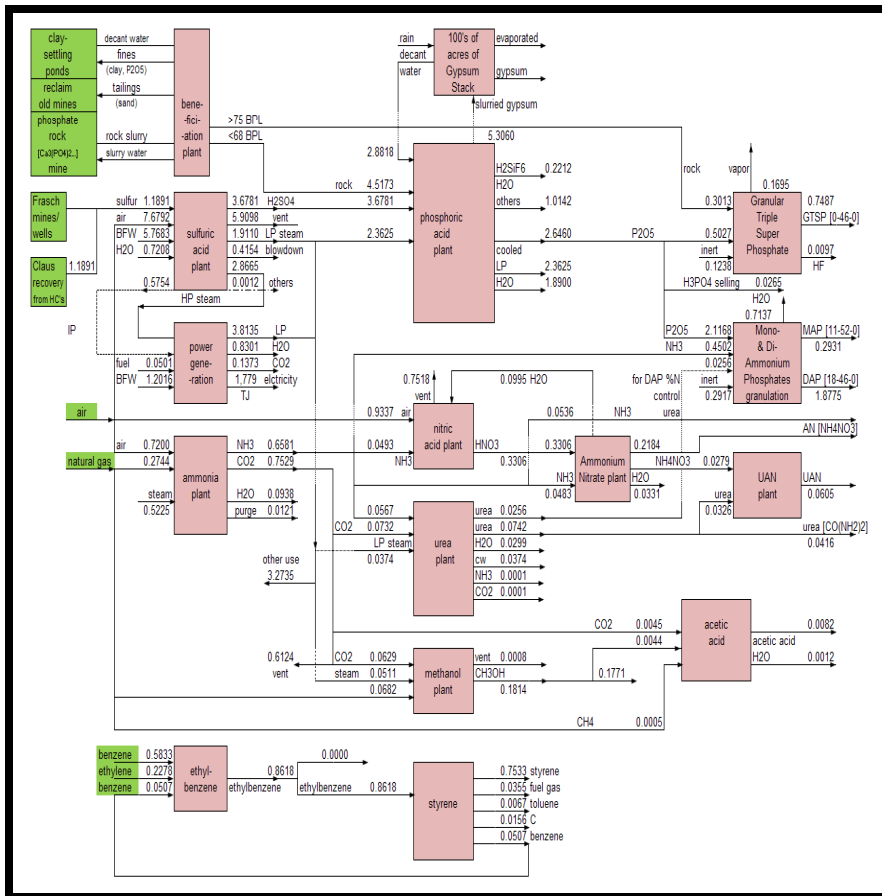 clay-
settling
ponds
reclaim
old mines
phosphate
rock
[Ca3(PO4)2...]
mine
decant water
fines
(clay, P2O5)
tailings
(sand)
rock slurry
slurry water
bene-
-fici-
-ation
plant
>75 BPL
<68 BPL
rain
decant
water
100's of
acres of
Gypsum
Stack
evaporated
gypsum
slurried gypsum
5.3060
2.8818
rock 4.5173
3.6781
2.3625
phosphoric
acid
plant
H2SiF6 0.2212
H2O
others 1.0142
cooled
2.6460
LP 2.3625
H2O 1.8900
rock
vapor
0.1695
0.3013
P2O5 0.5027
inert
0.1238
Granular
Triple
Super
Phosphate
0.7487
GTSP [0-46-0]
0.0097
HF
H3PO4 selling 0.0265
H2O
0.7137
Frasch
mines/
wells
Claus
recovery
from HC's
1.1891
sulfur 1.1891
air 7.6792
BFW 5.7683
H2O 0.7208
sulfuric
acid
plant
3.6781 H2SO4
5.9098 vent
1.9110 LP steam
0.4154 blowdown
2.8665
0.0012 others
0.5754
HP steam
IP
fuel 0.0501
BFW 1.2016
power
gene-
-ration
3.8135 LP
0.8301 H2O
0.1373 CO2
1,779 elctricity
TJ
P2O5 2.1168
NH3 0.4502
0.0256
for DAP %N
control
inert
0.2917
Mono-
& Di-
Ammonium
Phosphates
granulation
MAP [11-52-0]
0.2931
DAP [18-46-0]
1.8775
air
0.9337 air
0.7518
vent
0.0995 H2O
nitric
acid plant
0.0493
NH3
HNO3 0.3306
0.3306
0.0536 NH3
urea
AN [NH4NO3]
NH3
0.0483
Ammonium
Nitrate plant
0.2184
NH4NO3 0.0279
H2O
0.0331
natural gas
air 0.7200
0.2744
steam
0.5225
ammonia
plant
NH3 0.6581
CO2 0.7529
H2O 0.0938
purge 0.0121
UAN
plant
UAN
0.0605
urea
0.0326
0.0567
CO2 0.0732
LP steam
0.0374
urea
plant
urea 0.0256
urea 0.0742
H2O 0.0299
cw 0.0374
NH3 0.0001
CO2 0.0001
urea [CO(NH2)2]
0.0416
other use
3.2735
0.6124
vent
CO2 0.0629
steam 0.0511
0.0682
methanol
plant
vent 0.0008
CH3OH
0.1814
0.1771
CO2 0.0045
0.0044
CH4 0.0005
acetic
acid
0.0082
acetic acid
H2O 0.0012
benzene 0.5833
ethylene 0.2278
benzene 0.0507
ethyl-
benzene
0.8618
ethylbenzene
0.0000
ethylbenzene 0.8618
styrene
0.7533 styrene
0.0355 fuel gas
0.0067 toluene
0.0156 C
0.0507 benzene